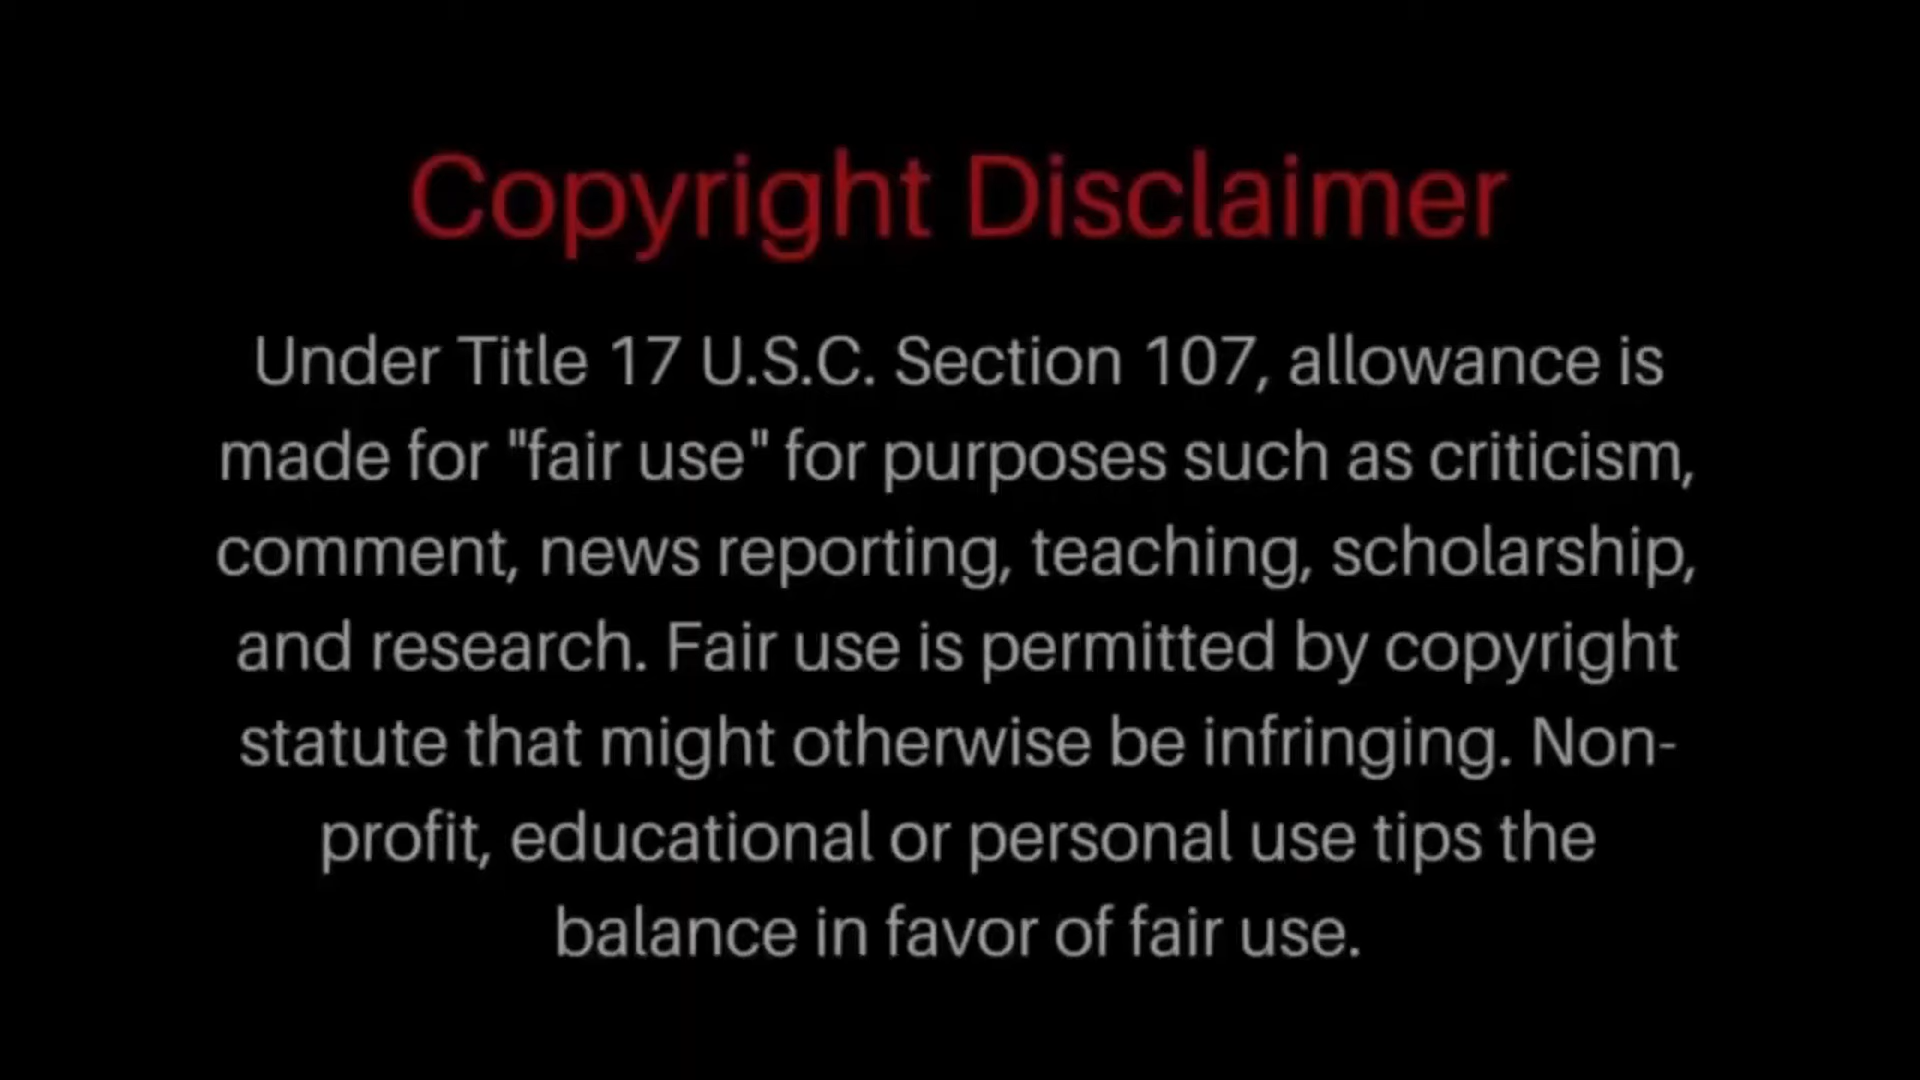 Copyright Disclaimer
Under Title 17 U.S.C. Section 107, allowance is
made for "fair use" for purposes such as criticism,
comment, news reporting, teaching, scholarship,
and research. Fair use is permitted by copyright
statute that might otherwise be infringing. Non-
profit, educational or personal use tips the
balance in favor of fair use.